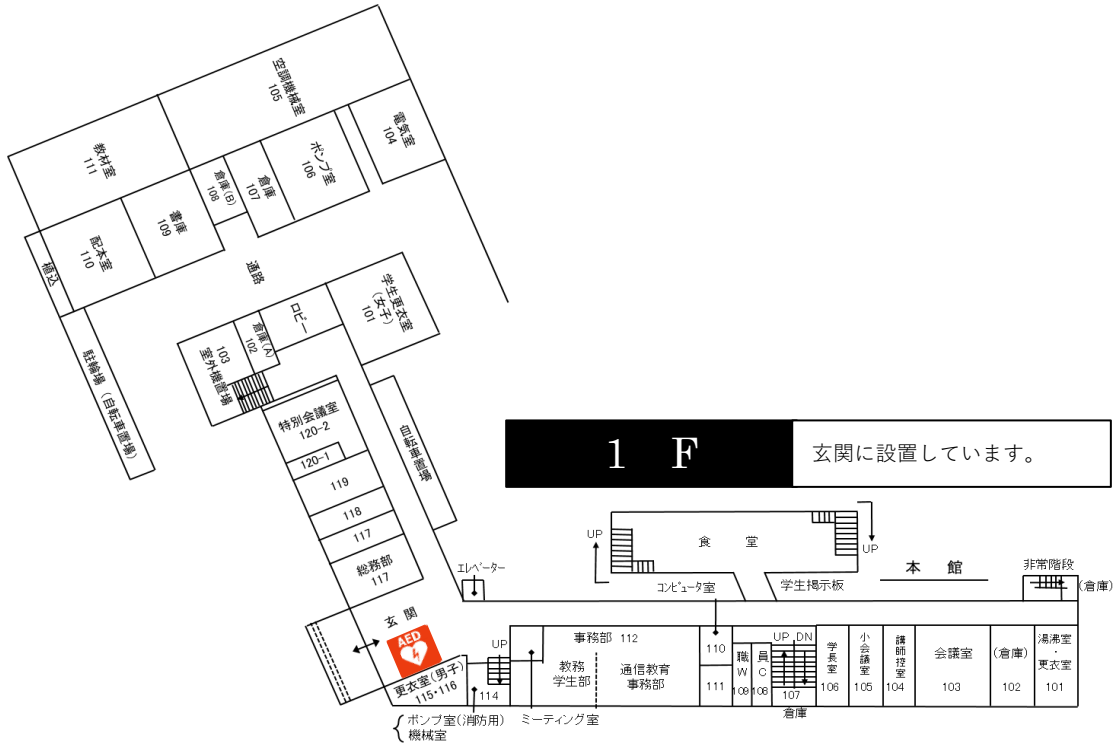 空調機械室
105
電気室
104
教材室
111
ポンプ室
106
倉庫
107
倉庫(B)
108
書庫
109
配本室
110
植込
通路
学生更衣室
(女子)
101
ロビー
倉庫(A)
102
103
室外機置場
駐輪場(自転車置場)
特別会議室
120-2
120-1
119
118
117
総務部
117
自転車置場
1 F
玄関に設置しています。
UP
食 堂
UP
本 館
非常階段
(倉庫)
エレベーター
コンピュータ室
学生掲示板
玄 関
AED
更衣室(男子)
115・116
UP
114
事務部 112
教務
学生部
通信教育
事務部
110
111
職 員
W C
109 108
UP DN
107
倉庫
学長室
106
小会議室
105
講師控室
104
会議室
103
(倉庫)
102
湯沸室
・
更衣室
101
ポンプ室(消防用)
機械室
ミーティング室